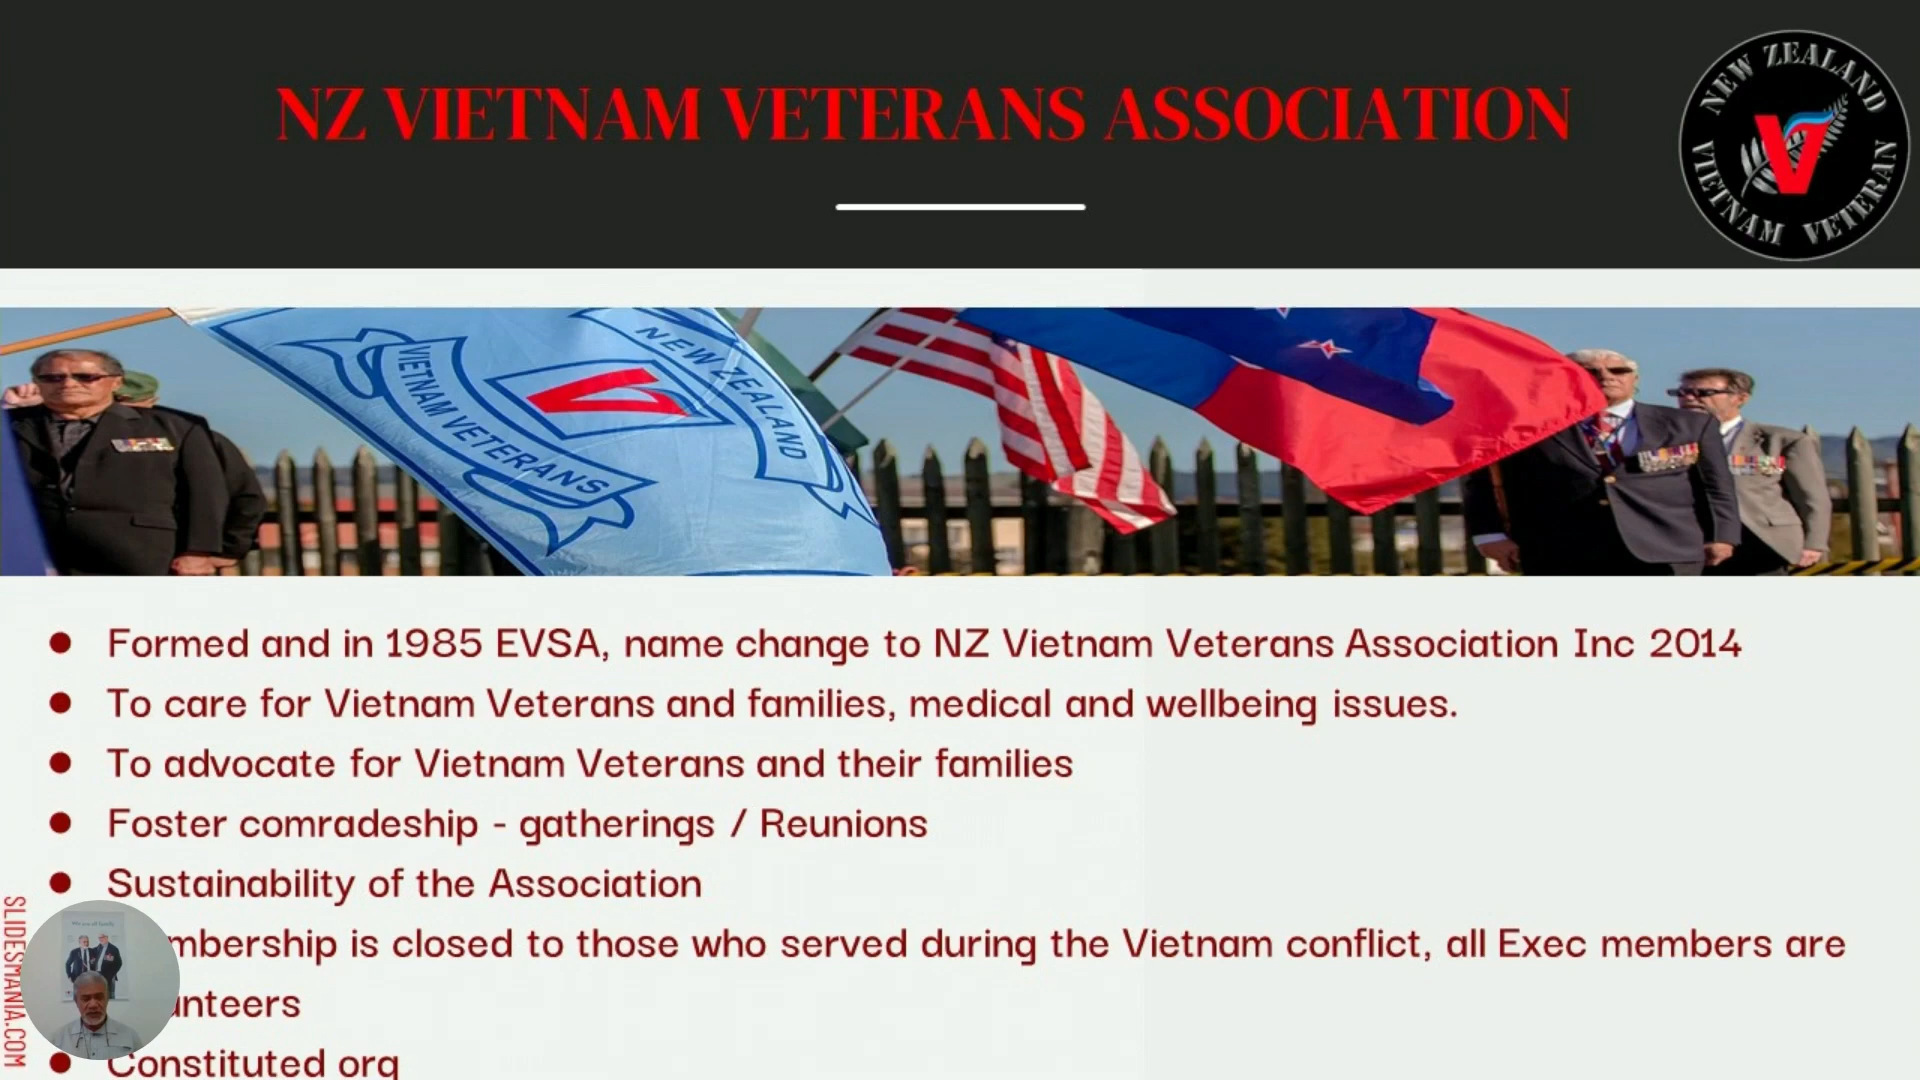 NZ VIETNAM VETERANS ASSOCIATION
NEW ZEALAND
V
VIETNAM VETERAN
NEW ZEALAND
V
VIETNAM VETERANS
● Formed and in 1985 EVSA, name change to NZ Vietnam Veterans Association Inc 2014
● To care for Vietnam Veterans and families, medical and wellbeing issues.
● To advocate for Vietnam Veterans and their families
● Foster comradeship - gatherings / Reunions
● Sustainability of the Association
mbership is closed to those who served during the Vietnam conflict, all Exec members are
unteers
● Constituted org
SLIDESMANIA.COM